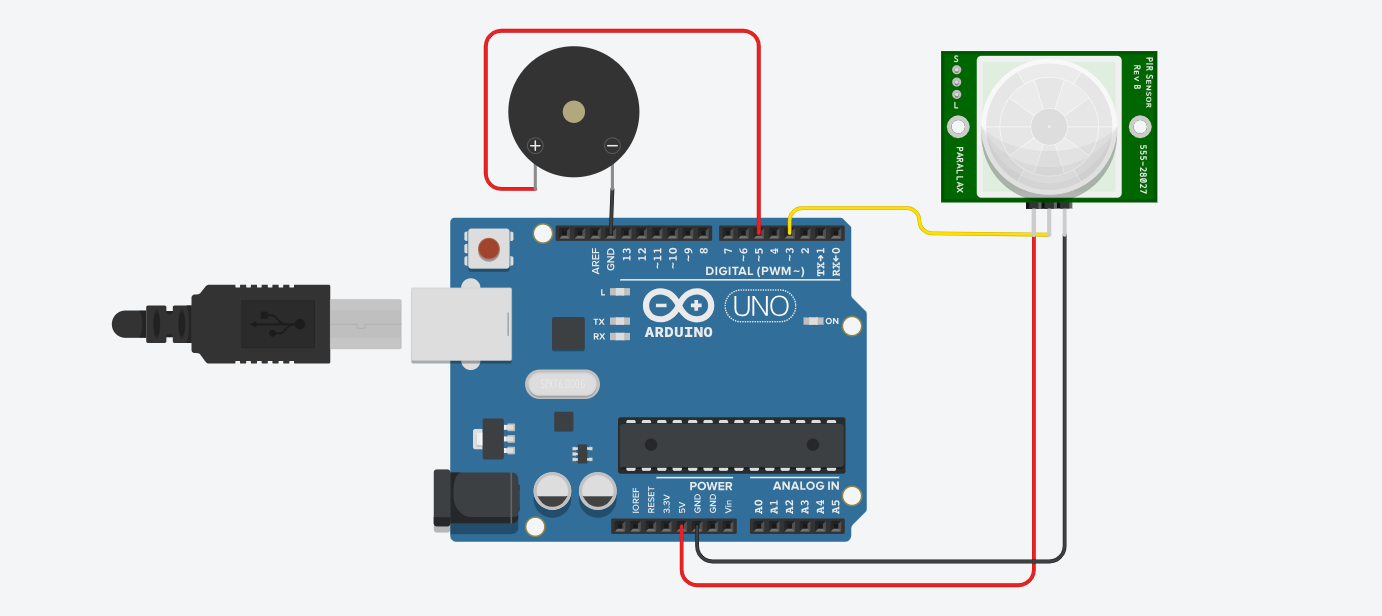 S
L
PIR SENSOR
REV B
PARALLAX
555-28027
AREF
GND
13
12
~11
~10
~9
8
7
~6
~5
4
~3
2
TX→1
RX←0
DIGITAL (PWM~)
L
TX
RX
UNO
ARDUINO
ON
POWER
ANALOG IN
IOREF
RESET
3.3V
5V
GND
GND
Vin
A0
A1
A2
A3
A4
A5